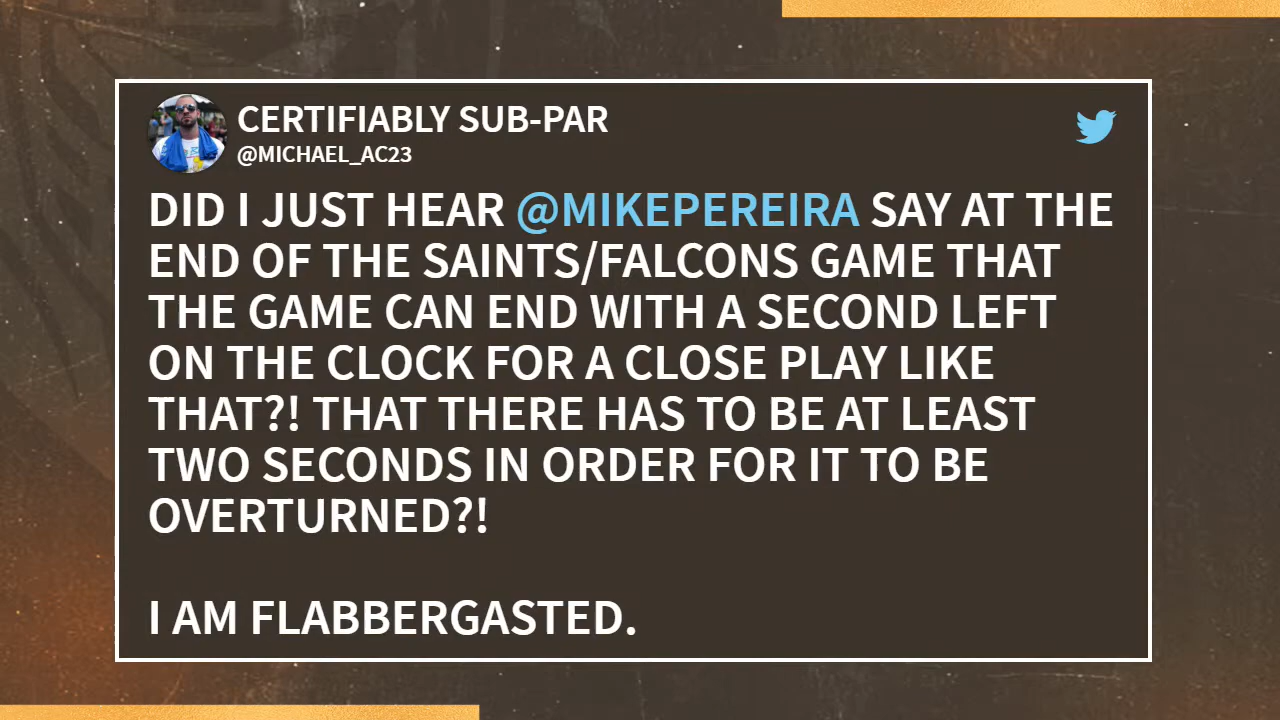 CERTIFIABLY SUB-PAR
@MICHAEL_AC23
DID I JUST HEAR @MIKEPEREIRA SAY AT THE
END OF THE SAINTS/FALCONS GAME THAT
THE GAME CAN END WITH A SECOND LEFT
ON THE CLOCK FOR A CLOSE PLAY LIKE
THAT?! THAT THERE HAS TO BE AT LEAST
TWO SECONDS IN ORDER FOR IT TO BE
OVERTURNED?!
I AM FLABBERGASTED.